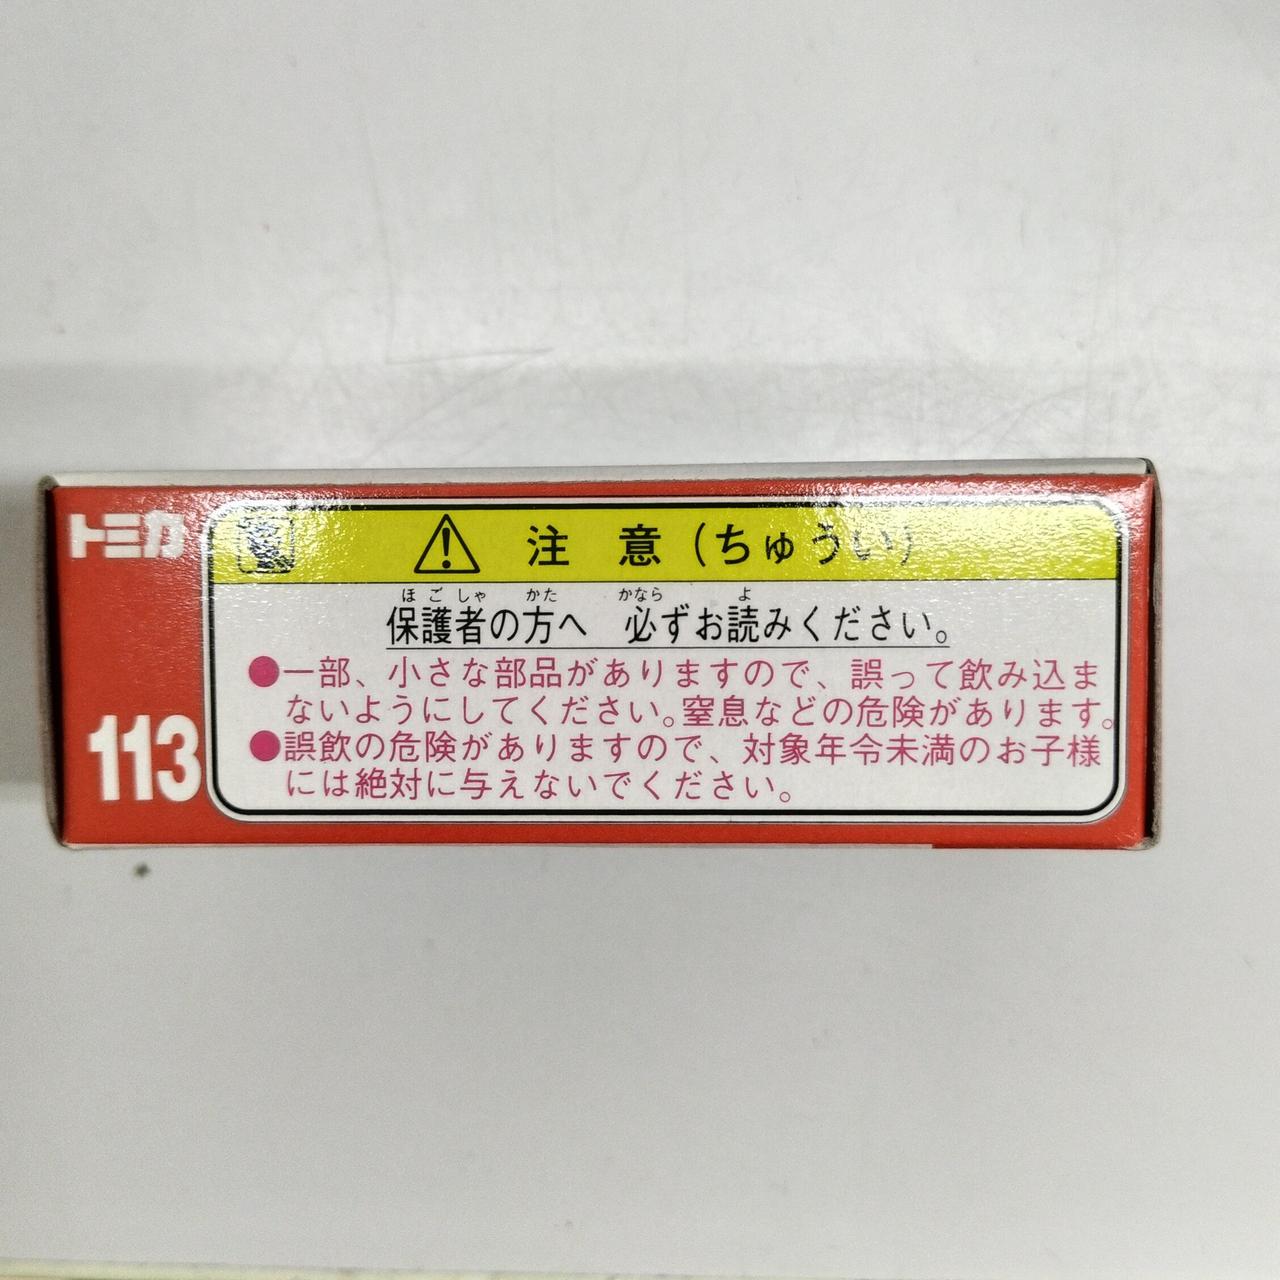 トミカ
113
注 意 (ちゅうい)
ほ ご しゃ かた かなら よ
保護者の方へ 必ずお読みください。
●一部、小さな部品がありますので、誤って飲み込ま
ないようにしてください。窒息などの危険があります。
●誤飲の危険がありますので、対象年令未満のお子様
には絶対に与えないでください。